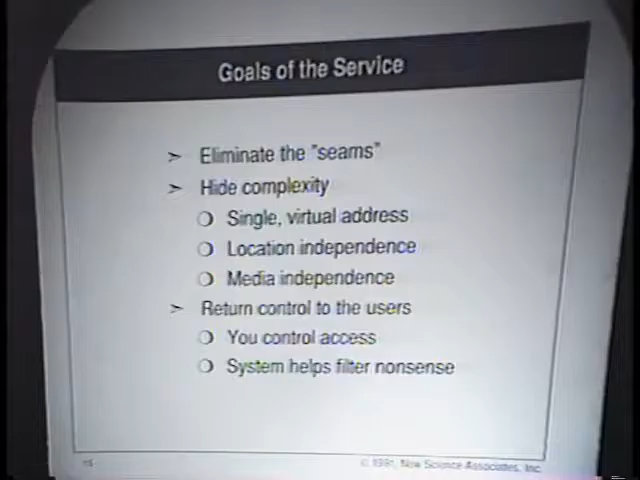 Goals of the Service
➢ Eliminate the "seams"
➢ Hide complexity
❍ Single, virtual address
❍ Location independence
❍ Media independence
➢ Return control to the users
❍ You control access
❍ System helps filter nonsense
© 1991, New Science Associates, Inc.